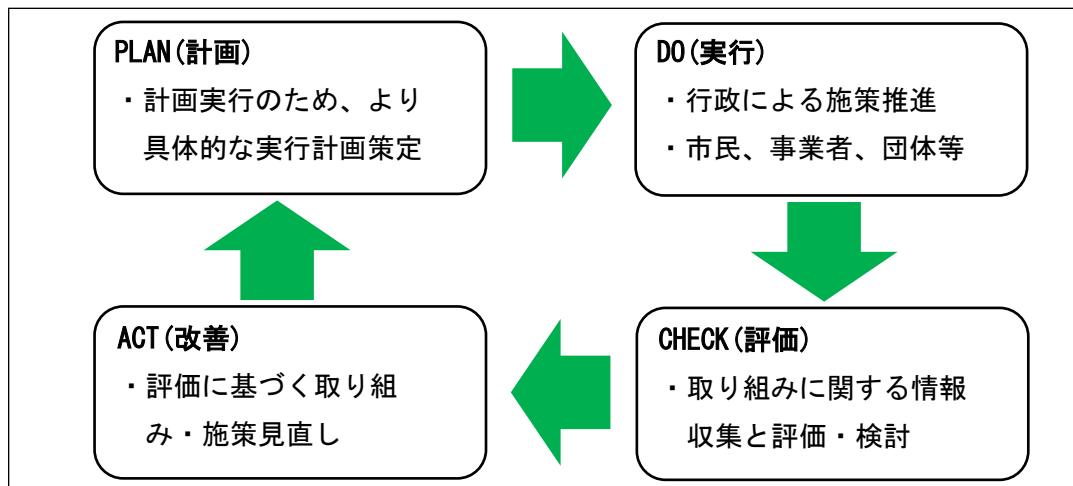 PLAN(計画)
・計画実行のため、より
具体的な実行計画策定
DO(実行)
・行政による施策推進
・市民、事業者、団体等
ACT(改善)
・評価に基づく取り組
み・施策見直し
CHECK(評価)
・取り組みに関する情報
収集と評価・検討